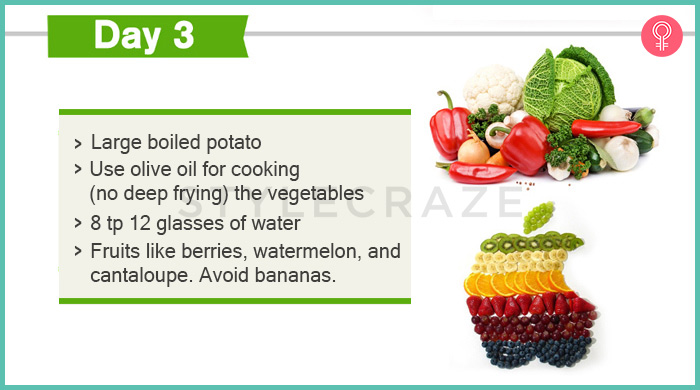 Day 3
> Large boiled potato
> Use olive oil for cooking
(no deep frying) the vegetables
> 8 tp 12 glasses of water
> Fruits like berries, watermelon, and
cantaloupe. Avoid bananas.
STYLECRAZE